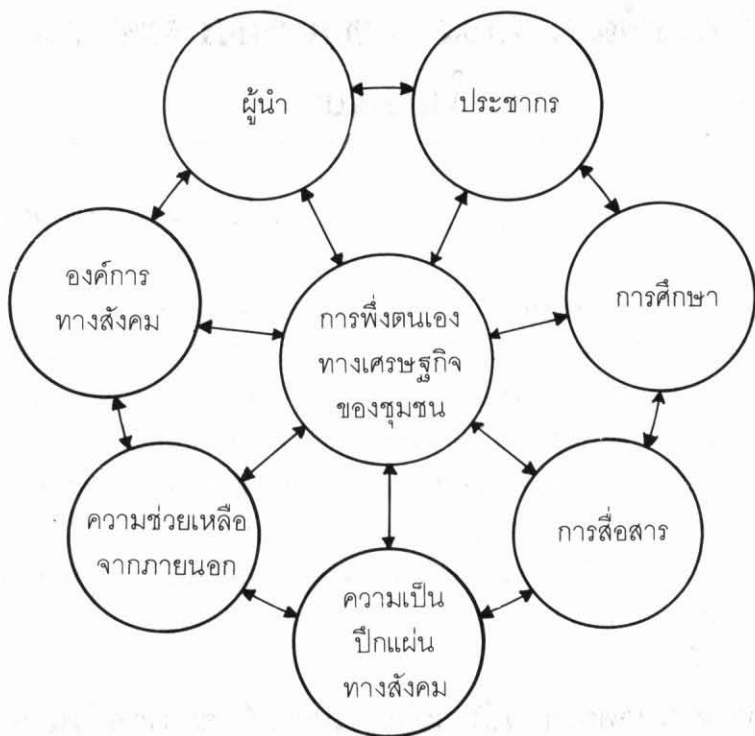 ผู้นำ
ประชากร
องค์การ
ทางสังคม
การศึกษา
การพึ่งตนเอง
ทางเศรษฐกิจ
ของชุมชน
ความช่วยเหลือ
จากภายนอก
การสื่อสาร
ความเป็น
ปึกแผ่น
ทางสังคม